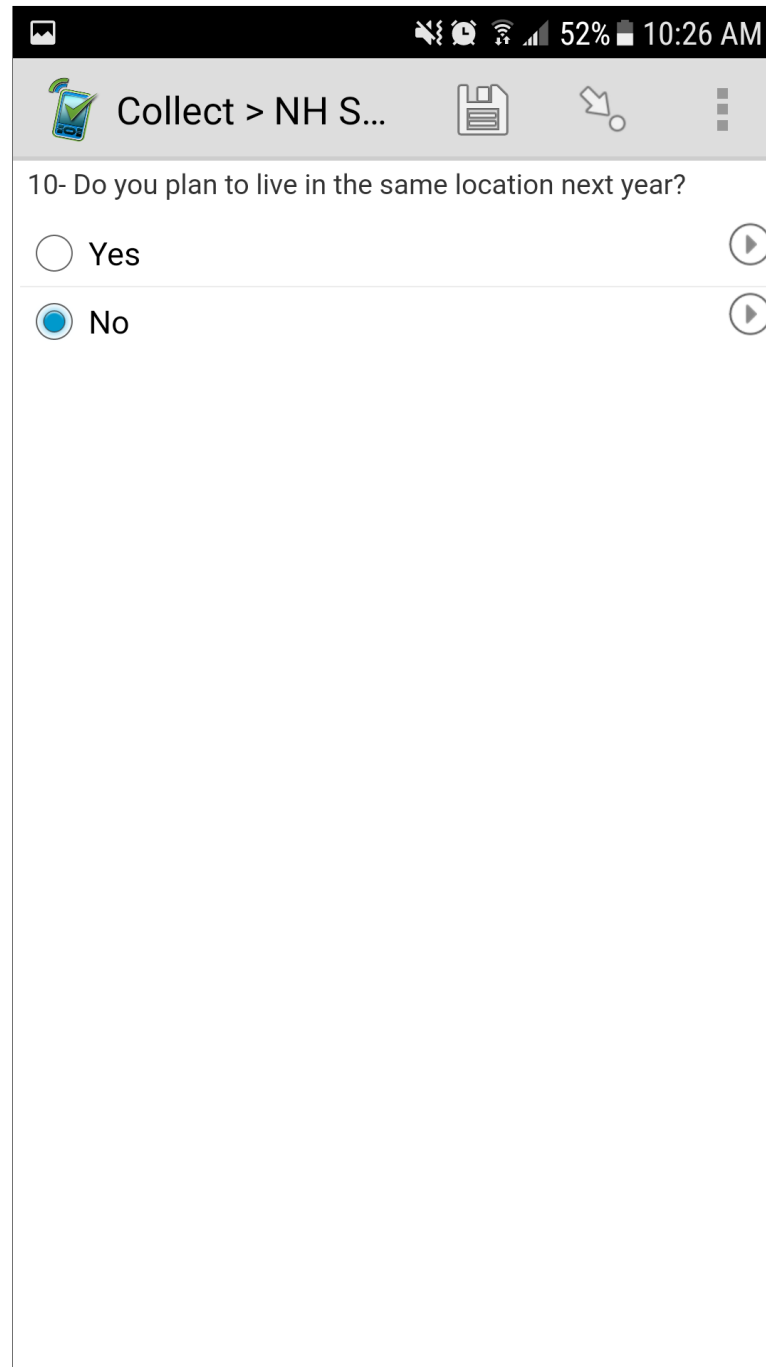 52% 10:26 AM
Collect > NH S...
10- Do you plan to live in the same location next year?
Yes
No